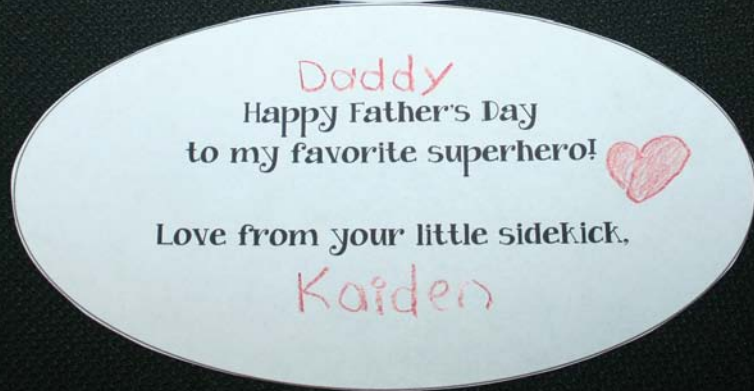 Daddy
Happy Father's Day
to my favorite superhero!
Love from your little sidekick,
Kaiden